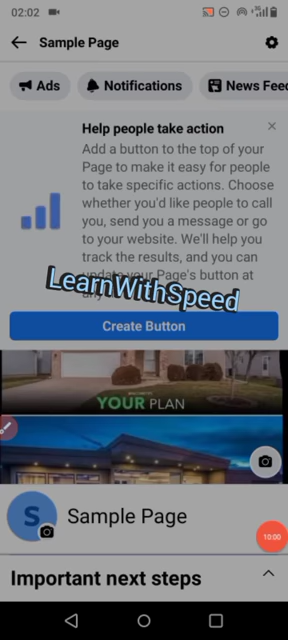 02:02
Sample Page
Ads
Notifications
News Feed
Help people take action
Add a button to the top of your
Page to make it easy for people
to take specific actions. Choose
whether you'd like people to call
you, send you a message or go
to your website. We'll help you
track the results, and you can
update your Page's button at
LearnWithSpeed
Create Button
YOUR PLAN
S
Sample Page
10:00
Important next steps